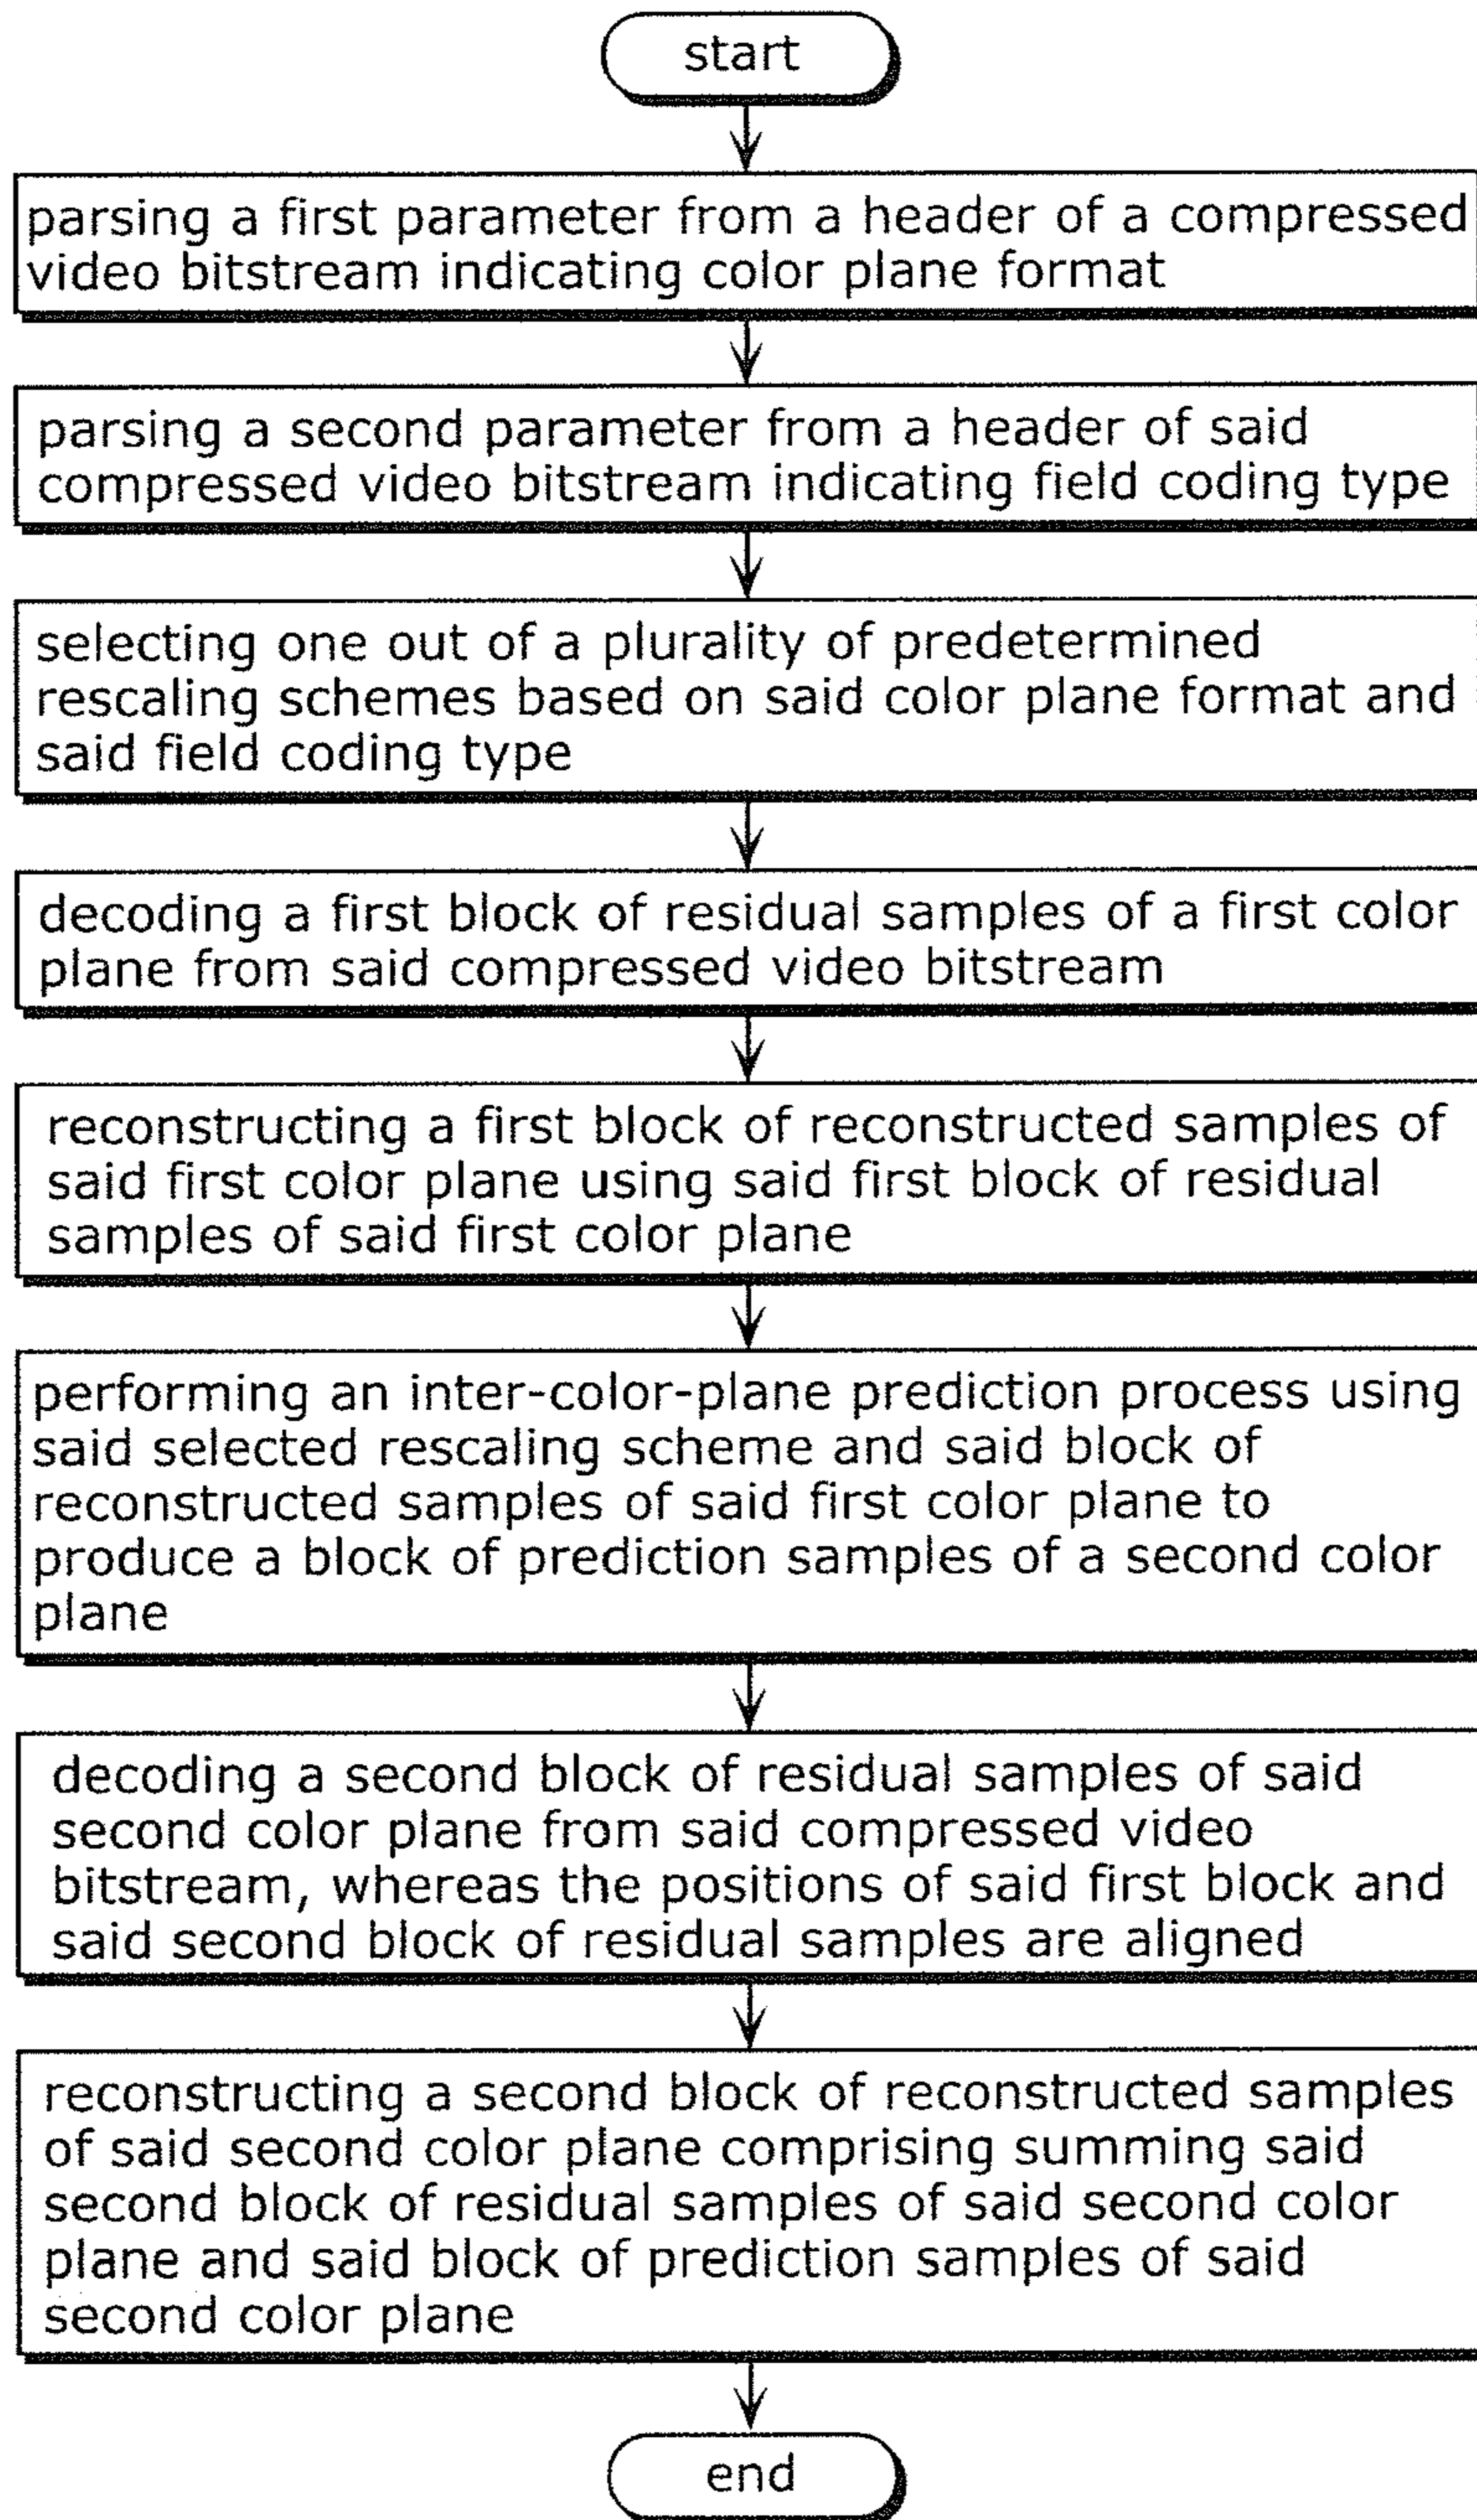 start
parsing a first parameter from a header of a compressed
video bitstream indicating color plane format
parsing a second parameter from a header of said
compressed video bitstream indicating field coding type
selecting one out of a plurality of predetermined
rescaling schemes based on said color plane format and
said field coding type
decoding a first block of residual samples of a first color
plane from said compressed video bitstream
reconstructing a first block of reconstructed samples of
said first color plane using said first block of residual
samples of said first color plane
performing an inter-color-plane prediction process using
said selected rescaling scheme and said block of
reconstructed samples of said first color plane to
produce a block of prediction samples of a second color
plane
decoding a second block of residual samples of said
second color plane from said compressed video
bitstream, whereas the positions of said first block and
said second block of residual samples are aligned
reconstructing a second block of reconstructed samples
of said second color plane comprising summing said
second block of residual samples of said second color
plane and said block of prediction samples of said
second color plane
end